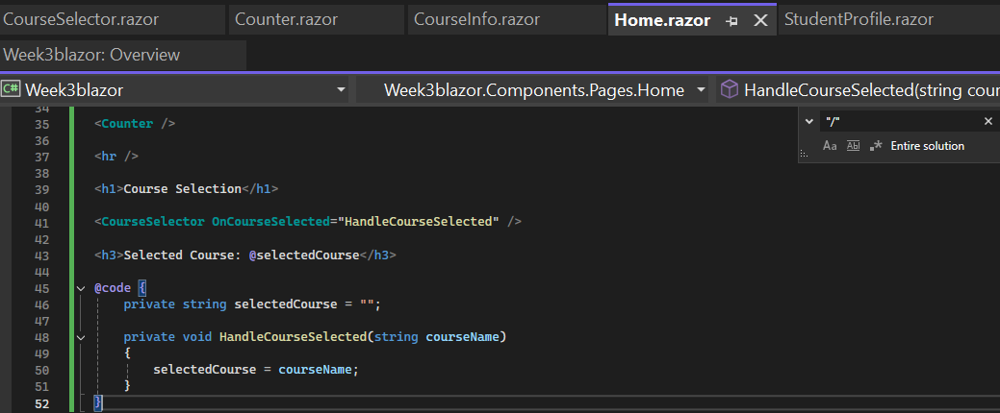 CourseSelector.razor Counter.razor CourseInfo.razor Home.razor StudentProfile.razor
Week3blazor: Overview
C# Week3blazor Week3blazor.Components.Pages.Home HandleCourseSelected(string cour
"/"
Aa Ab .* Entire solution
34
35 <Counter />
36
37 <hr />
38
39 <h1>Course Selection</h1>
40
41 <CourseSelector OnCourseSelected="HandleCourseSelected" />
42
43 <h3>Selected Course: @selectedCourse</h3>
44
45 @code {
46     private string selectedCourse = "";
47
48     private void HandleCourseSelected(string courseName)
49     {
50         selectedCourse = courseName;
51     }
52 }